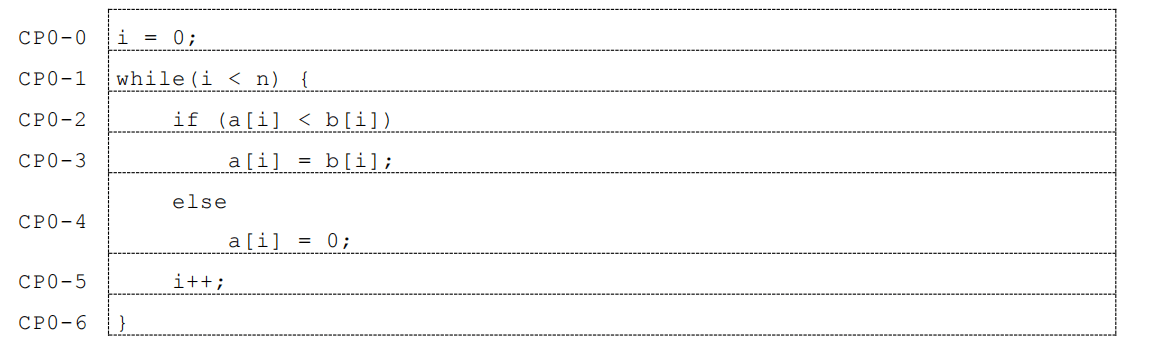 CP0-0 i = 0;
CP0-1 while(i < n) {
CP0-2 if (a[i] < b[i])
CP0-3 a[i] = b[i];
else
CP0-4
a[i] = 0;
CP0-5 i++;
CP0-6 }